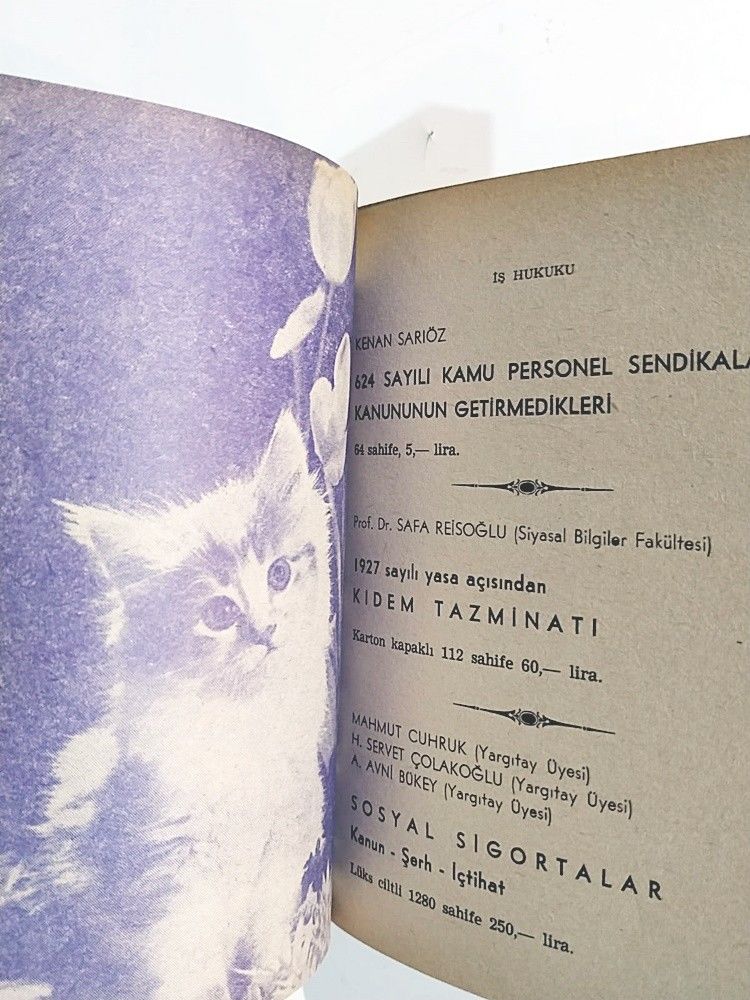 İŞ HUKUKU
KENAN SARIÖZ
624 SAYILI KAMU PERSONEL
KANUNUNUN GETİRMEDİKLERİ
64 sahife, 5,— lira.
Prof. Dr. SAFA REİSOĞLU (Siyasal Bilgiler Fakültesi)
1927 sayılı yasa açısından
KIDEM TAZMİNATI
Karton kapaklı 112 sahife 60,— lira.
MAHMUT CUHRUK (Yargıtay Üyesi)
H. SERVET ÇOLAKOĞLU (Yargıtay Üyesi)
A. AVNİ BÜKEY (Yargıtay Üyesi)
SOSYAL SİGORTALAR
Kanun - Şerh - İçtihat
Lüks ciltli 1280 sahife 250,— lira.